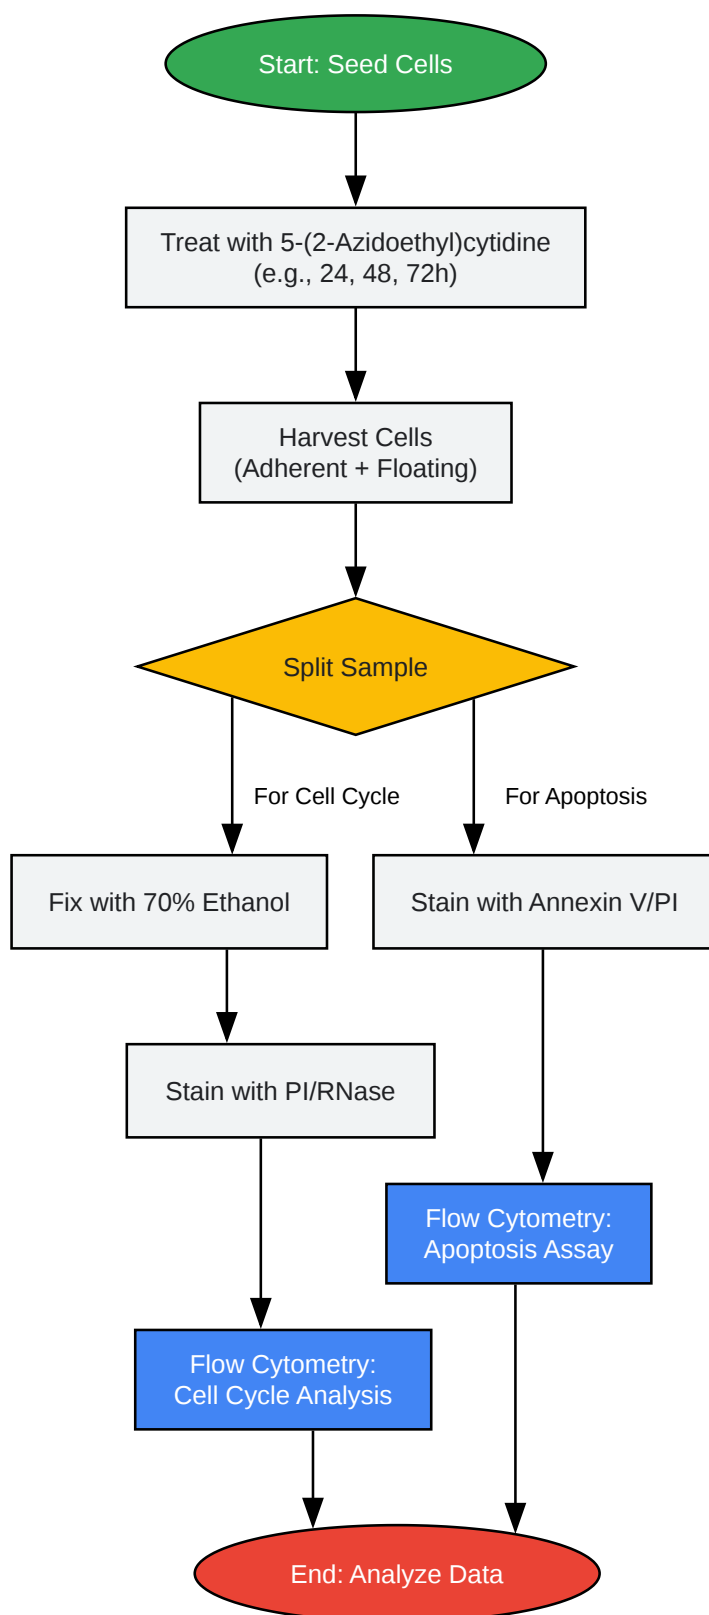 Start: Seed Cells
Treat with 5-(2-Azidoethyl)cytidine
(e.g., 24, 48, 72h)
Harvest Cells
(Adherent + Floating)
Split Sample
For Cell Cycle
For Apoptosis
Fix with 70% Ethanol
Stain with Annexin V/PI
Stain with PI/RNase
Flow Cytometry:
Apoptosis Assay
Flow Cytometry:
Cell Cycle Analysis
End: Analyze Data